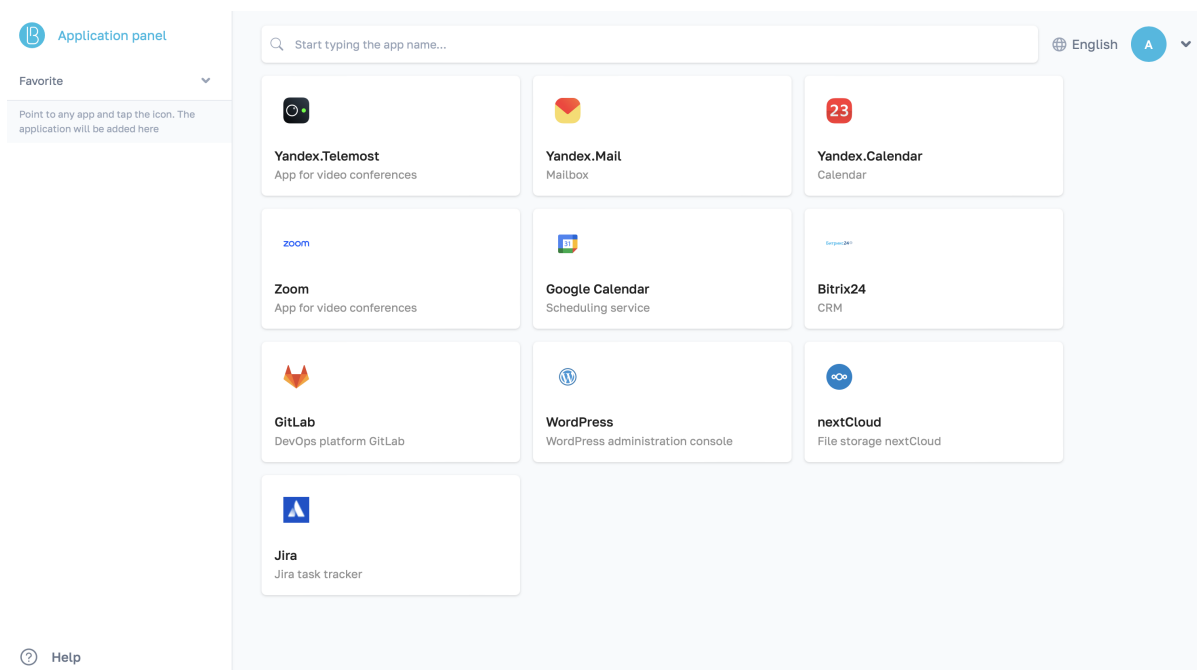 Application panel
Start typing the app name...
English
A
Favorite
Point to any app and tap the icon. The
application will be added here
Yandex.Telemost
App for video conferences
Yandex.Mail
Mailbox
23
Yandex.Calendar
Calendar
zoom
Zoom
App for video conferences
31
Google Calendar
Scheduling service
Битрикс24
Bitrix24
CRM
GitLab
DevOps platform GitLab
WordPress
WordPress administration console
nextCloud
File storage nextCloud
Jira
Jira task tracker
Help